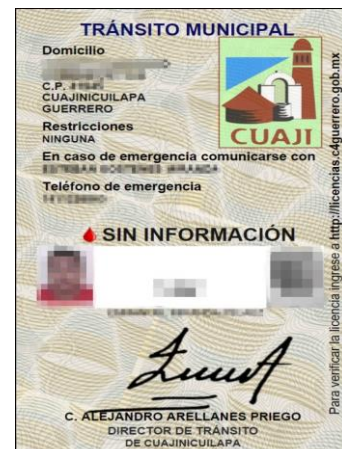 TRÁNSITO MUNICIPAL
Domicilio
C.P.
CUAJINICUILAPA
GUERRERO
Restricciones
NINGUNA
En caso de emergencia comunicarse con
Teléfono de emergencia
CUAJI
SIN INFORMACIÓN
C. ALEJANDRO ARELLANES PRIEGO
DIRECTOR DE TRÁNSITO
DE CUAJINICUILAPA
Para verificar la licencia ingrese a http://licencias.c4guerrero.gob.mx